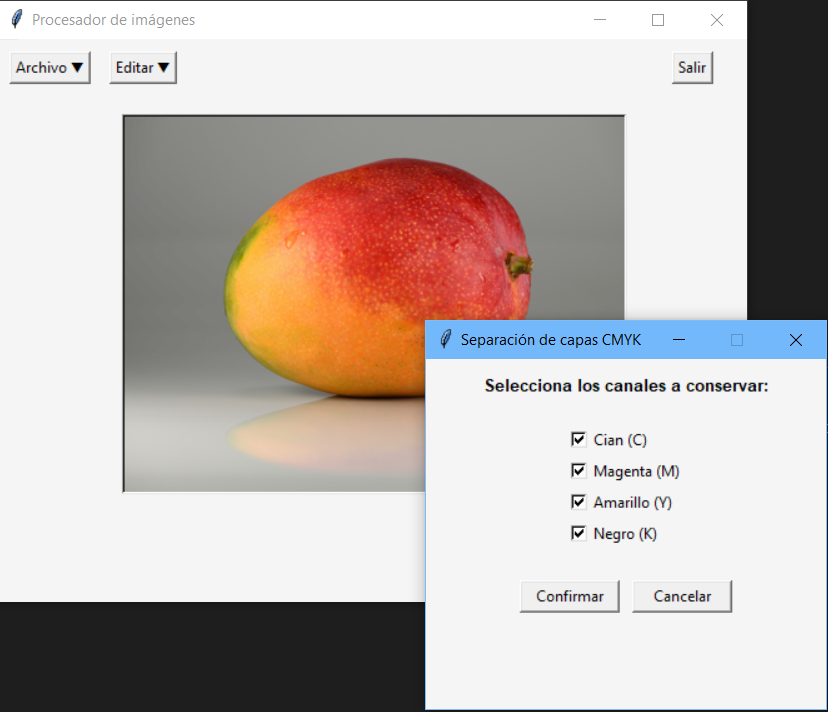 Procesador de imágenes
Archivo ▼
Editar ▼
Salir
Separación de capas CMYK
Selecciona los canales a conservar:
Cian (C)
Magenta (M)
Amarillo (Y)
Negro (K)
Confirmar
Cancelar